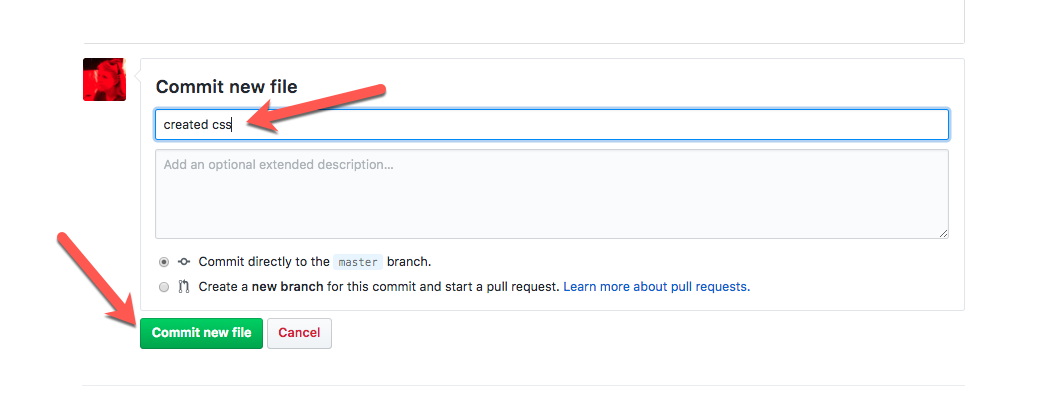 Commit new file
created css
Add an optional extended description...
Commit directly to the master branch.
Create a new branch for this commit and start a pull request. Learn more about pull requests.
Commit new file Cancel